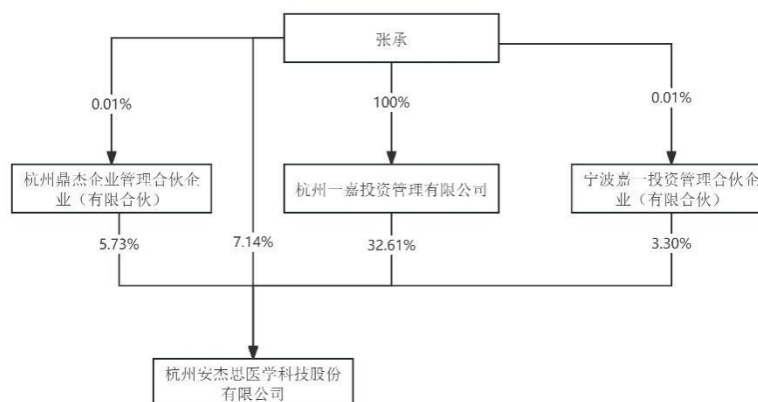 张承
0.01%
100%
0.01%
杭州鼎杰企业管理合伙企
业（有限合伙）
杭州一嘉投资管理有限公司
宁波嘉一投资管理合伙企
业（有限合伙）
5.73%
7.14%
32.61%
3.30%
杭州安杰思医学科技股份
有限公司